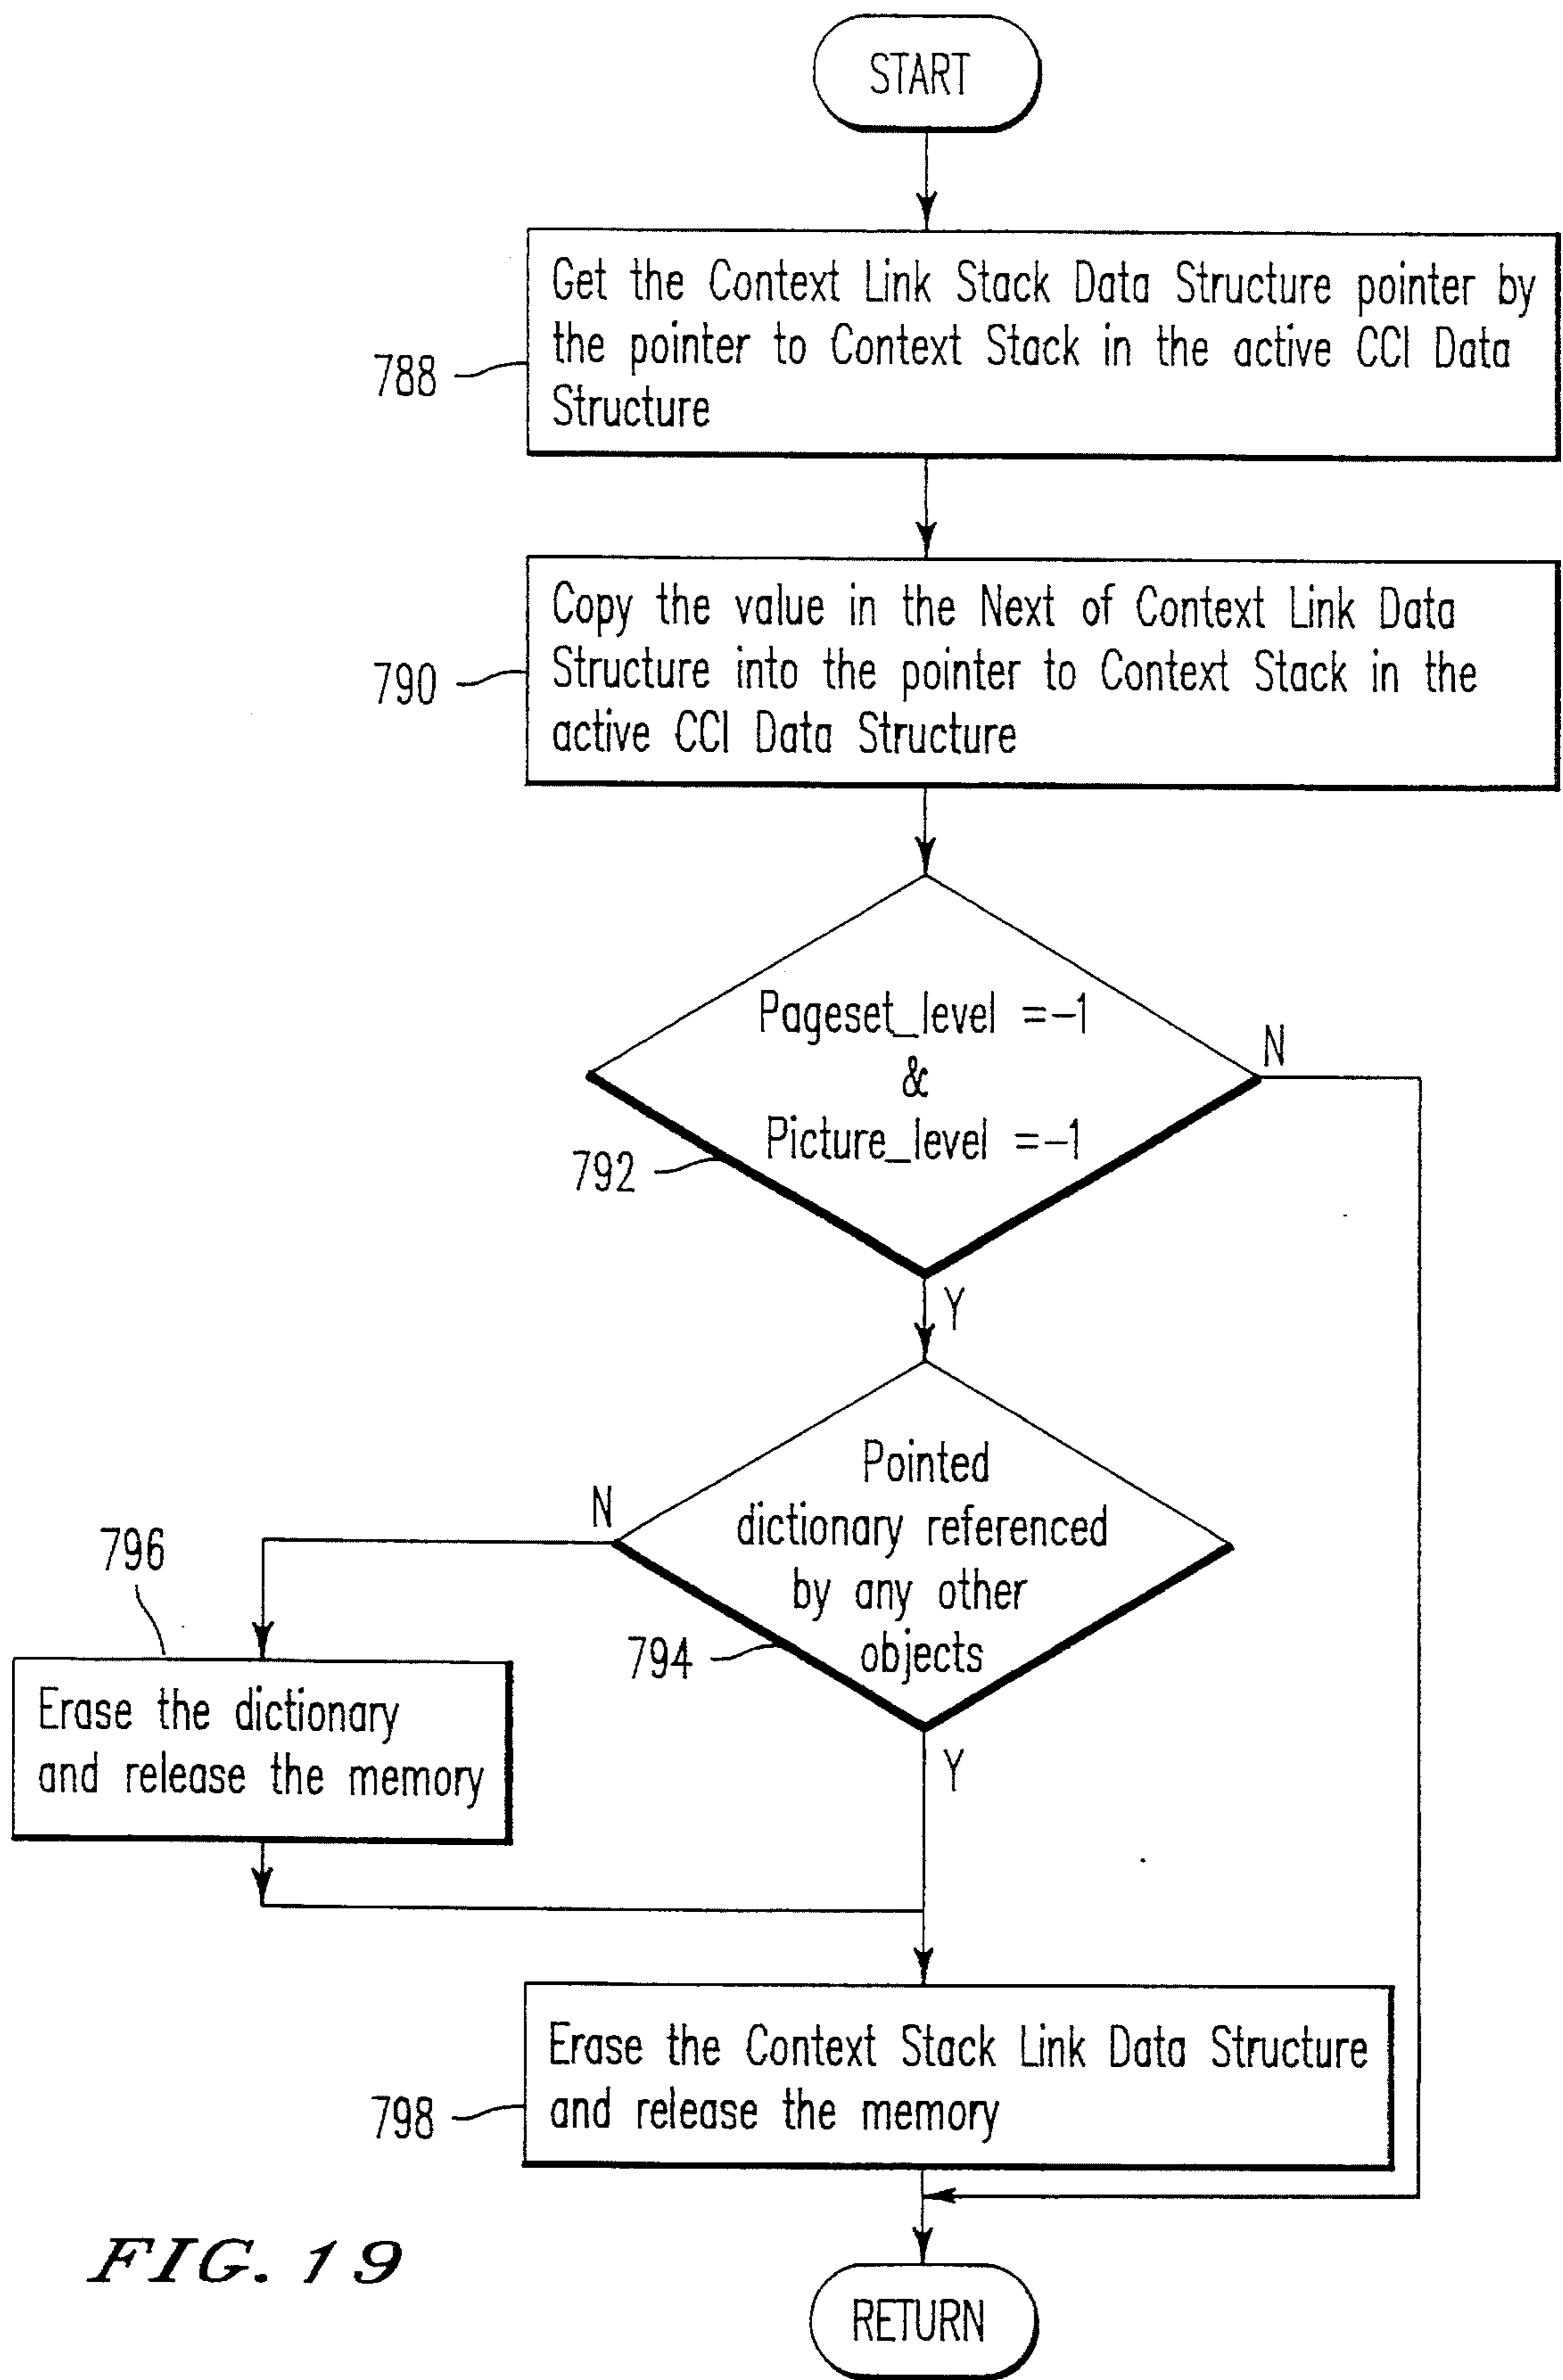 START
Get the Context Link Stack Data Structure pointer by
the pointer to Context Stack in the active CCI Data
Structure
788
Copy the value in the Next of Context Link Data
Structure into the pointer to Context Stack in the
active CCI Data Structure
790
Pageset_level =-1
&
Picture_level =-1
792
N
Y
Pointed
dictionary referenced
by any other
objects
794
N
796
Erase the dictionary
and release the memory
Y
Erase the Context Stack Link Data Structure
and release the memory
798
FIG. 19
RETURN